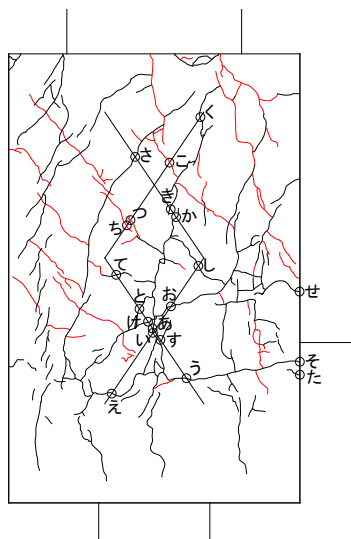 く
さ
こ
き
か
つ
ち
し
て
せ
と
お
け
あ
い
す
そ
う
た
え